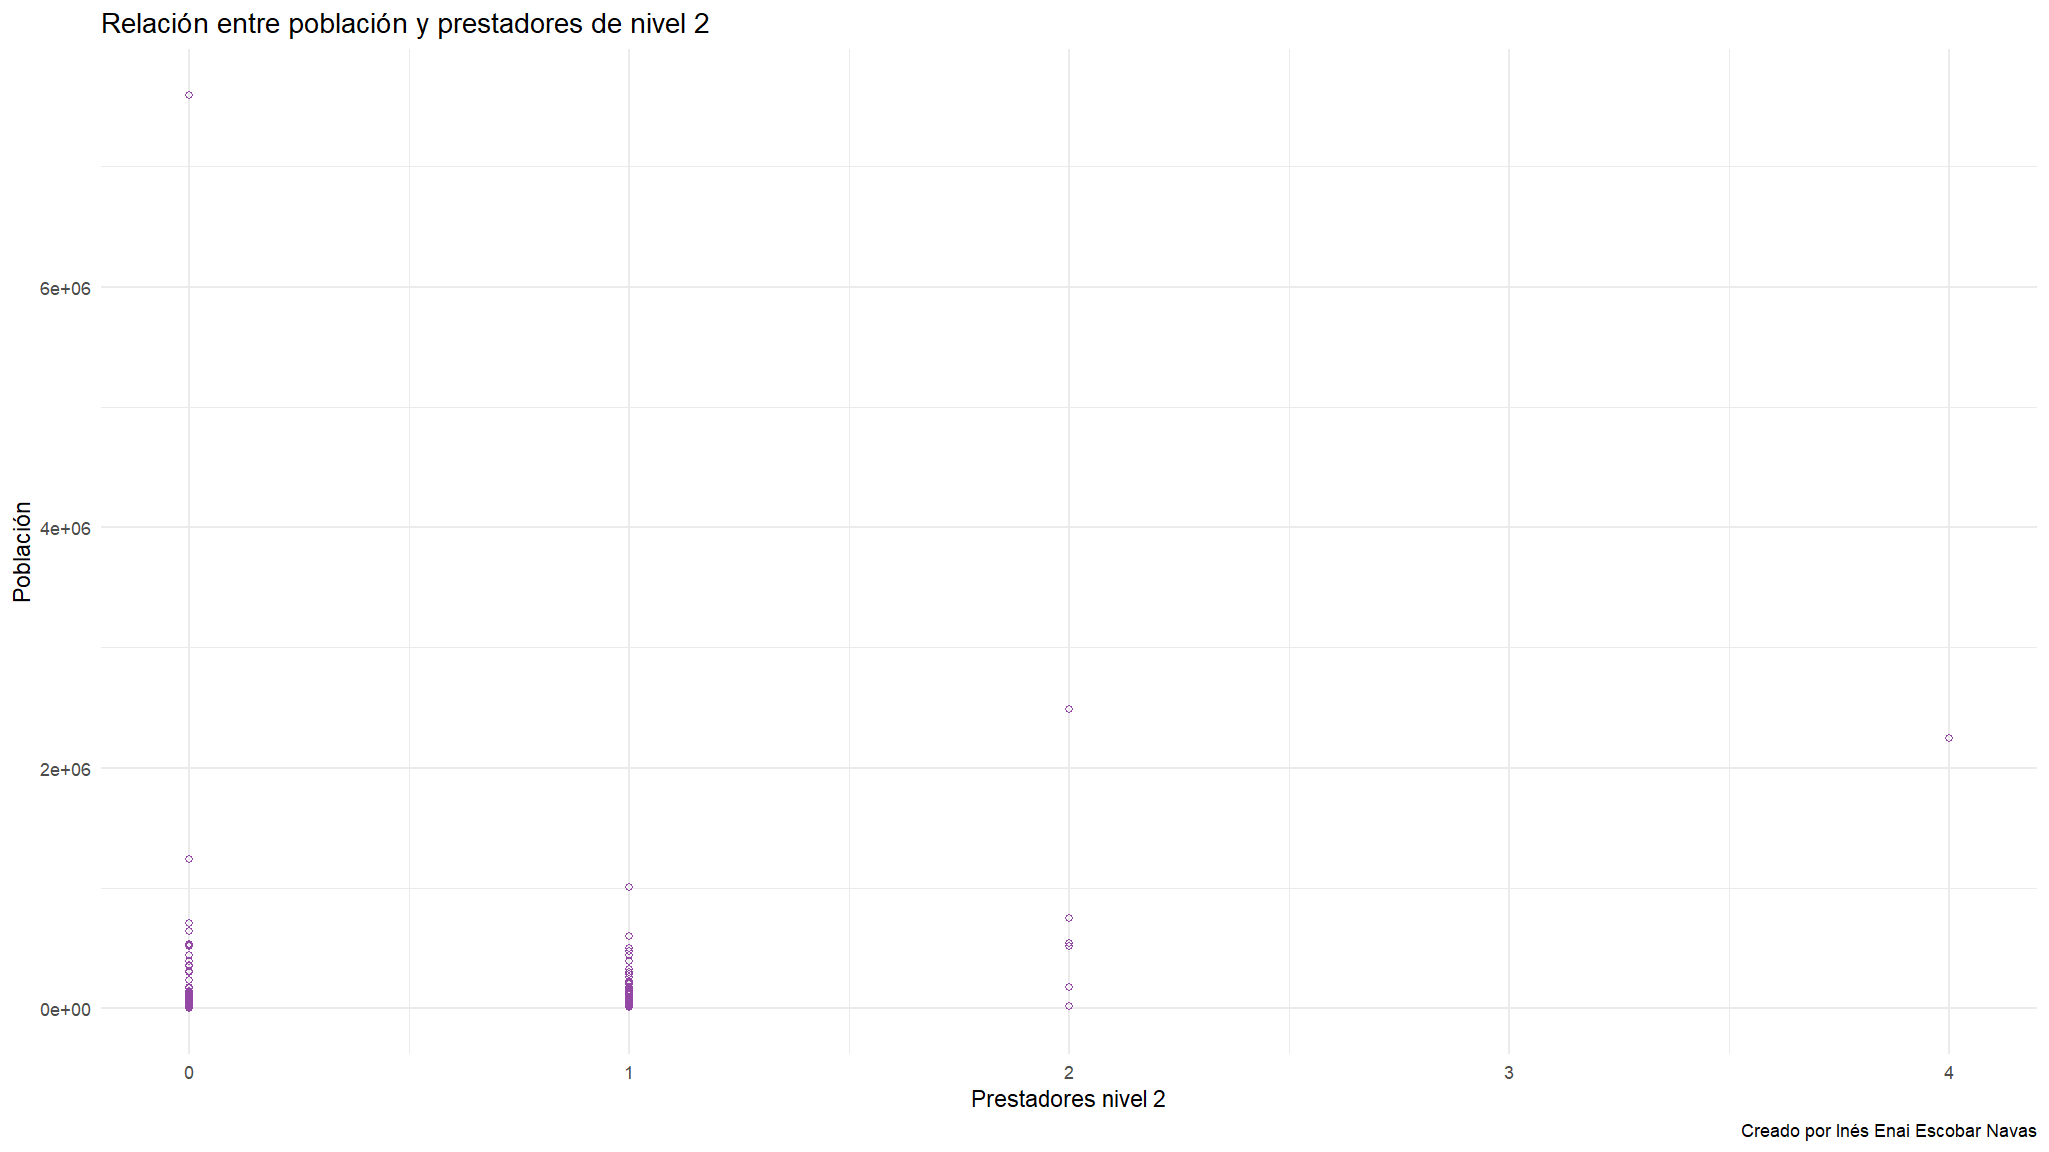 Relación entre población y prestadores de nivel 2
Población
6e+06
4e+06
2e+06
0e+00
0 1 2 3 4
Prestadores nivel 2
Creado por Inés Enai Escobar Navas